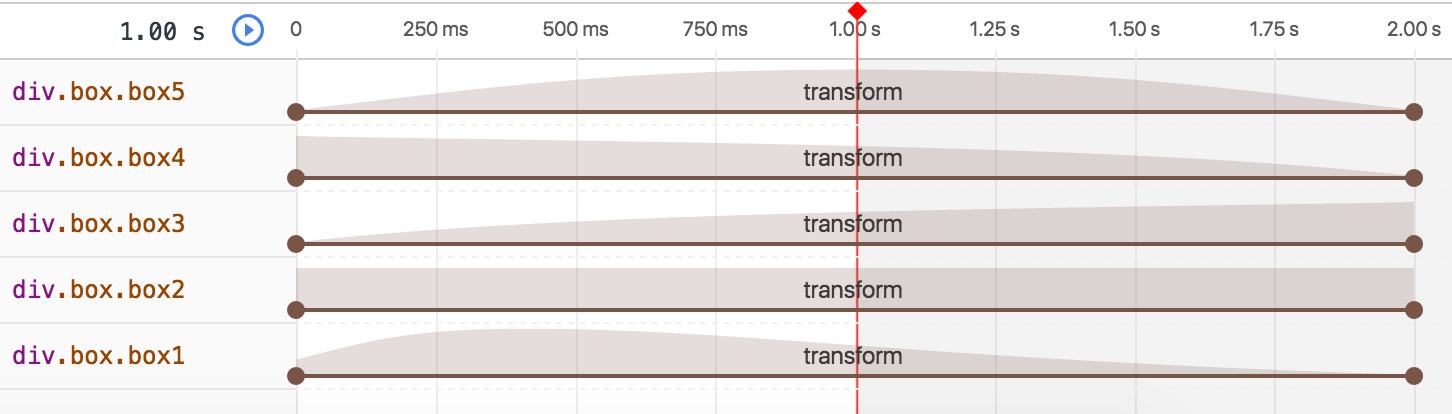 1.00 s 0 250 ms 500 ms 750 ms 1.00 s 1.25 s 1.50 s 1.75 s 2.00 s
div.box.box5 transform
div.box.box4 transform
div.box.box3 transform
div.box.box2 transform
div.box.box1 transform